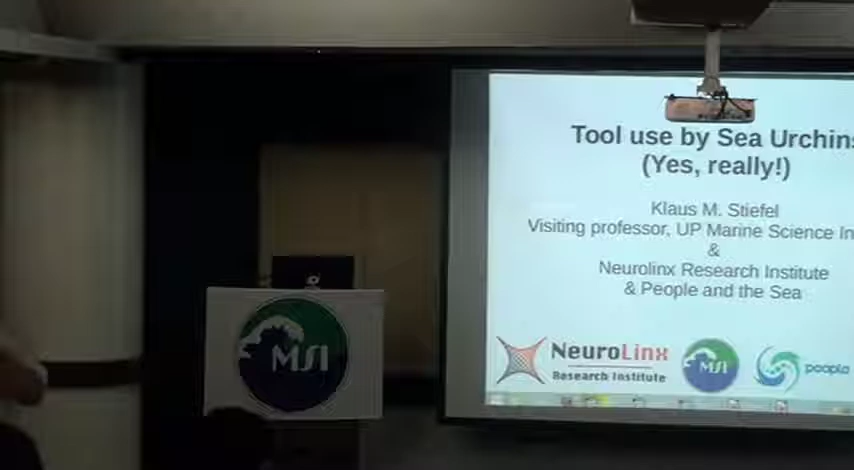 Tool use by Sea Urchins
(Yes, really!)
Klaus M. Stiefel
Visiting professor, UP Marine Science In
&
Neurolinx Research Institute
& People and the Sea
NeuroLinx
Research Institute
MSI
people
MSI